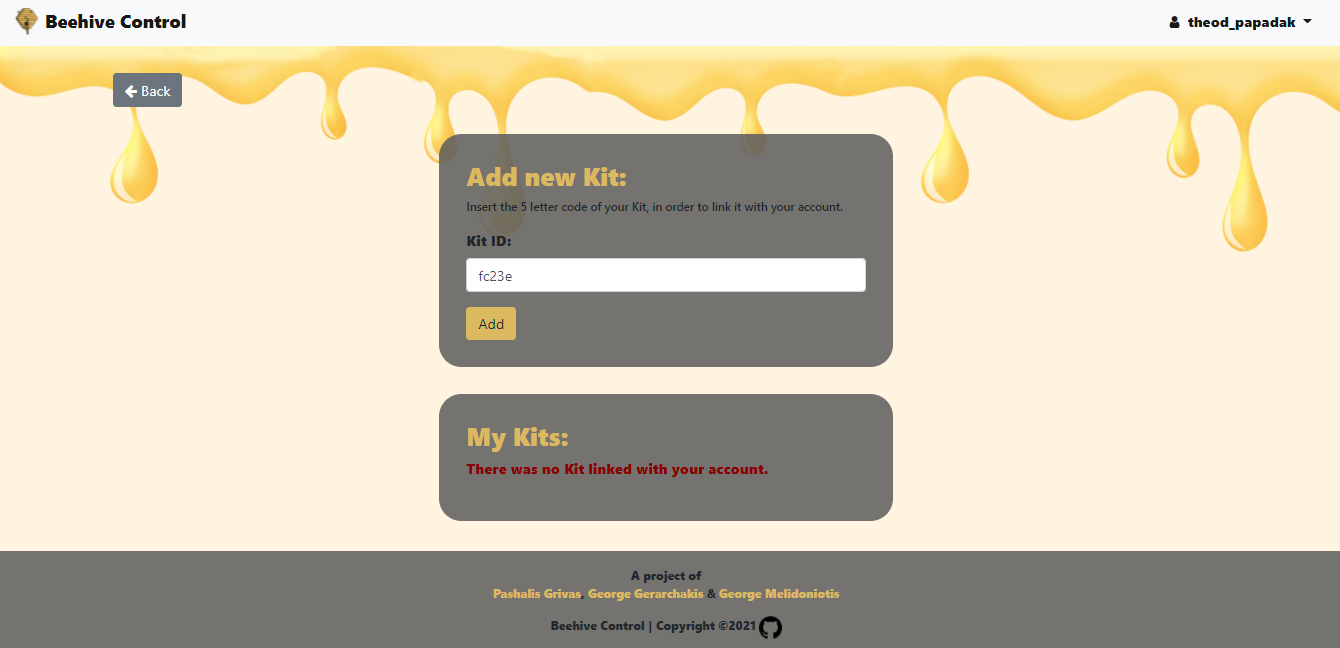 Beehive Control
theod_papadak
Back
Add new Kit:
Insert the 5 letter code of your Kit, in order to link it with your account.
Kit ID:
fc23e
Add
My Kits:
There was no Kit linked with your account.
A project of
Pashalis Grivas, George Gerarchakis & George Melidoniotis
Beehive Control | Copyright ©2021